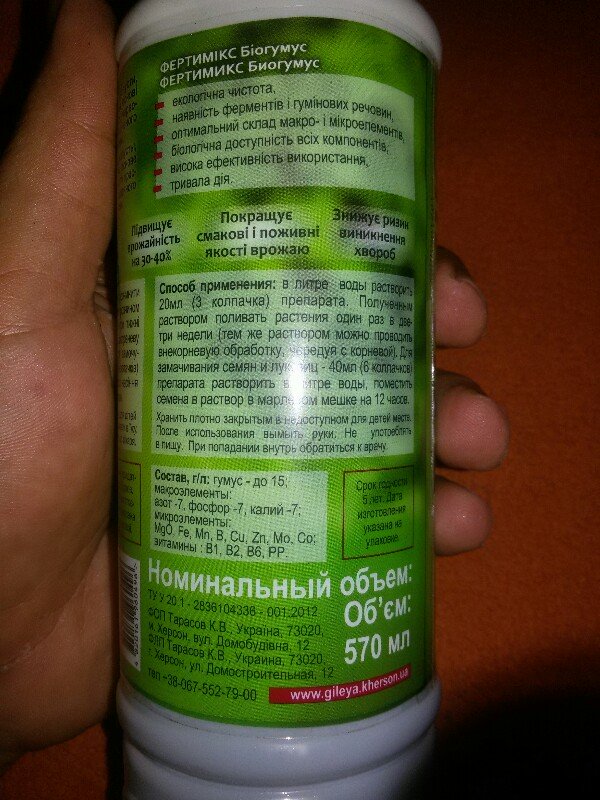 ФЕРТИМІКС Біогумус
ФЕРТИМИКС Биогумус
екологічна чистота,
наявність ферментів і гумінових речовин,
оптимальний склад макро- і мікроелементів,
біологічна доступність всіх компонентів,
висока ефективність використання,
тривала дія.
Підвищує
врожайність
на 30-40%
Покращує
смакові і поживні
якості врожаю
Знижує ризик
виникнення
хвороб
Способ применения: в литре воды растворить
20мл (3 колпачка) препарата. Полученным
раствором поливать растения один раз в две-
три недели (тем же раствором можно проводить
внекорневую обработку, чередуя с корневой). Для
замачивания семян и луковиц - 40мл (6 колпачков)
препарата растворить в литре воды, поместить
семена в раствор в марлевом мешке на 12 часов.
Хранить плотно закрытым в недоступном для детей месте.
После использования вымыть руки. Не употреблять
в пищу. При попадании внутрь обратиться к врачу.
Состав, г/л: гумус - до 15;
макроэлементы:
азот -7, фосфор -7, калий -7;
микроэлементы:
MgO, Fe, Mn, B, Cu, Zn, Mo, Co;
витамины : B1, B2, B6, PP.
Срок годности
5 лет. Дата
изготовления
указана на
упаковке.
Номинальный объем:
Об'єм:
570 мл
ТУ У 20.1 - 2836104336 - 001:2012
ФОП Тарасов К.В., Україна, 73020,
м.Херсон, вул. Домобудівна, 12
ФЛП Тарасов К.В., Украина, 73020,
г. Херсон, ул. Домостроительная, 12
тел +38-067-552-79-00
www.gileya.kherson.ua